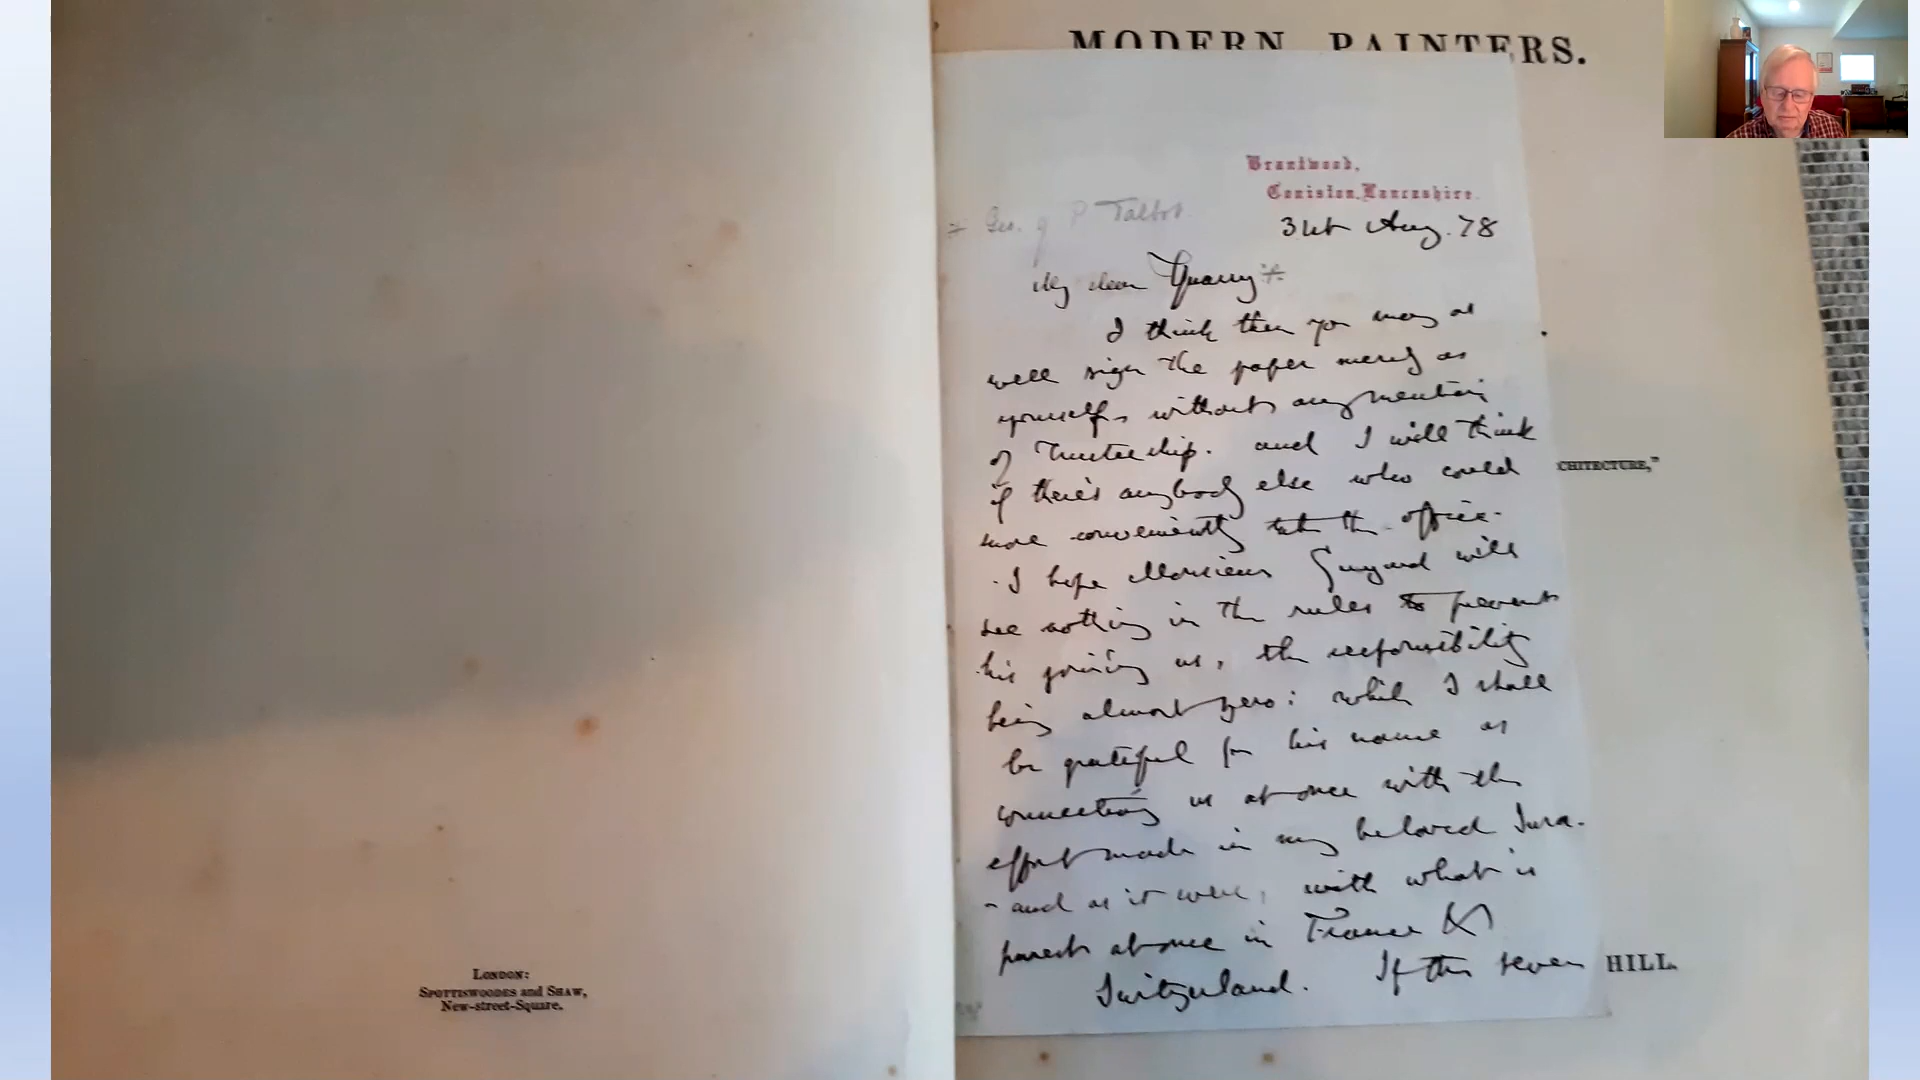 MODERN PAINTERS.
Brantwood,
Coniston, Lancashire.
Geo. P Talbot
31st Aug. 78
My dear Quarry
I think then you may as
well sign the paper merely as
yourselfs without any mention
of Trusteeship. and I will think
if there's anybody else who could
more conveniently take the office.
I hope Monsieur Guyard will
see nothing in the rules to prevent
his joining us, the responsibility
being almost zero: while I shall
be grateful for his name as
connecting us at once with the
effort made in my beloved Jura.
- and as it were, with what is
purest at once in France &
Switzerland. If the seven
CHITECTURE,"
HILL.
LONDON:
SPOTTISWOODES and SHAW,
New-street-Square.